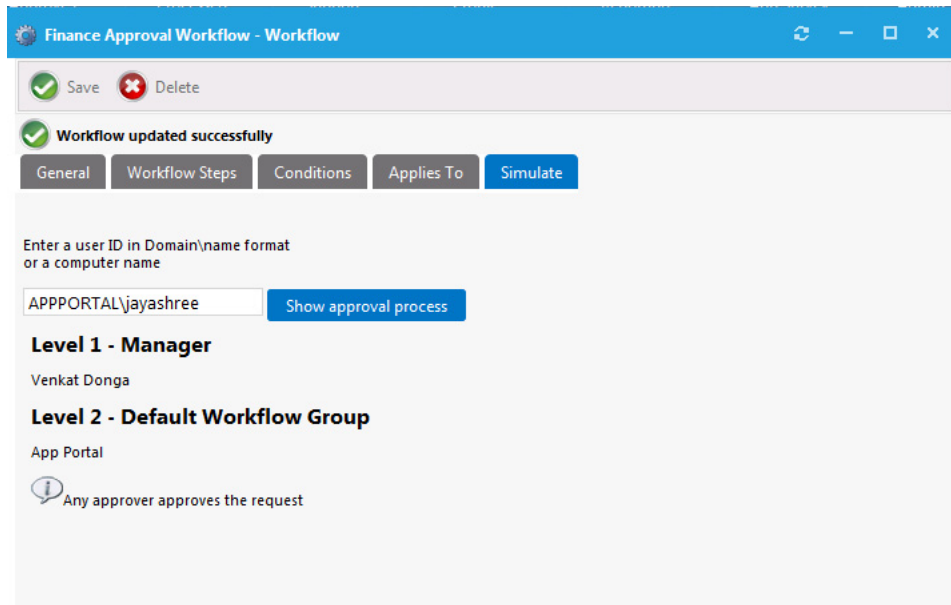 Finance Approval Workflow - Workflow
Save Delete
Workflow updated successfully
General Workflow Steps Conditions Applies To Simulate
Enter a user ID in Domain\name format
or a computer name
APPPORTAL\jayashree Show approval process
Level 1 - Manager
Venkat Donga
Level 2 - Default Workflow Group
App Portal
Any approver approves the request